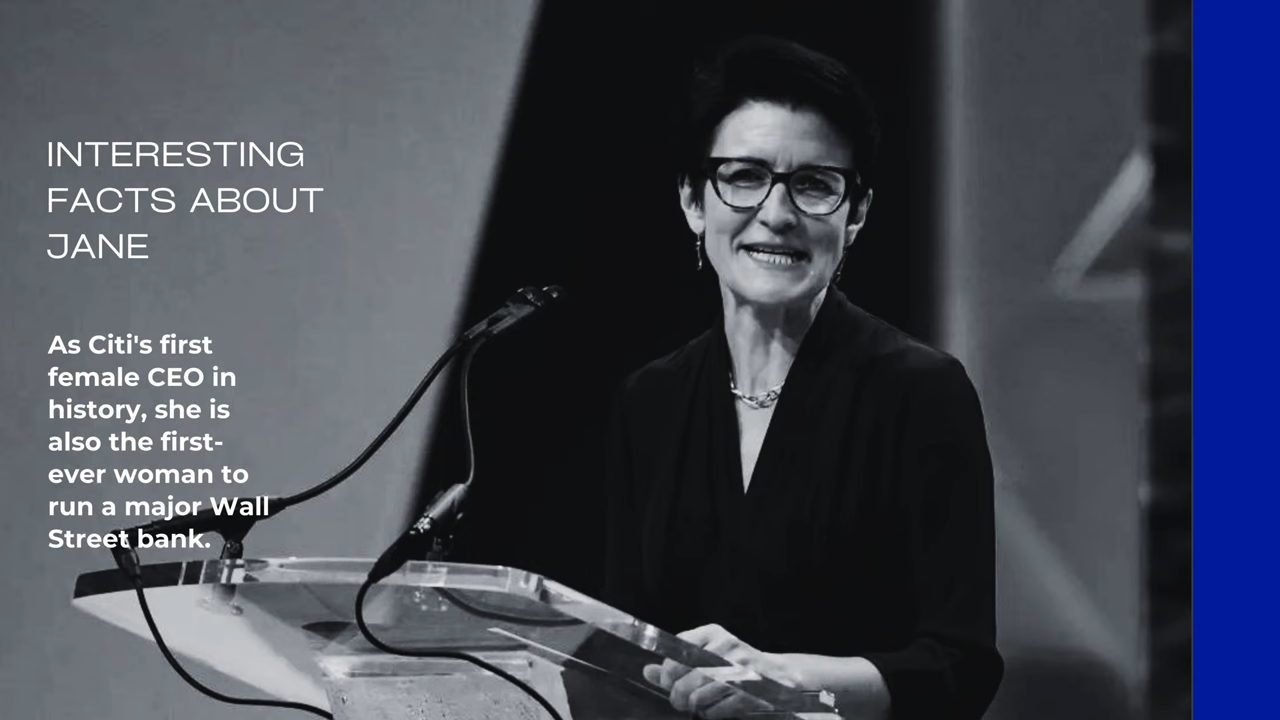 INTERESTING
FACTS ABOUT
JANE
As Citi's first
female CEO in
history, she is
also the first-
ever woman to
run a major Wall
Street bank.